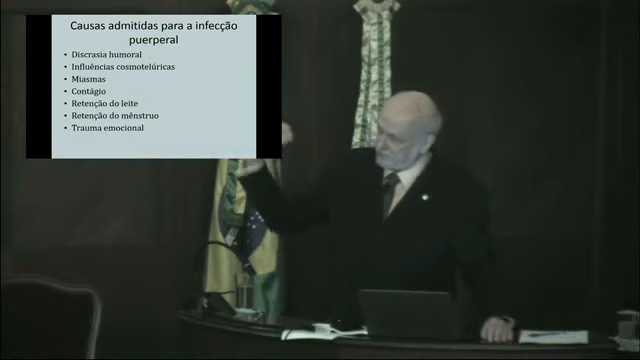 Causas admitidas para a infecção
puerperal
• Discrasia humoral
• Influências cosmotelúricas
• Miasmas
• Contágio
• Retenção do leite
• Retenção do mênstruo
• Trauma emocional